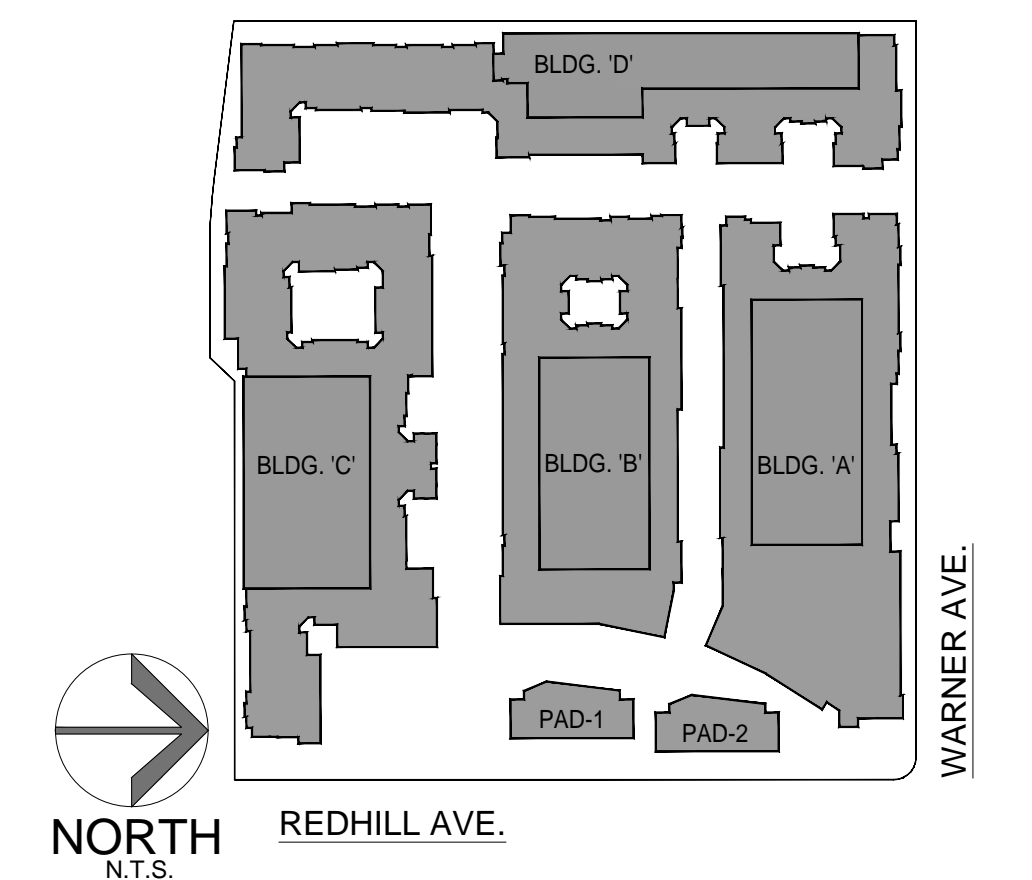 BLDG. 'D'
BLDG. 'C'
BLDG. 'B'
BLDG. 'A'
WARNER AVE.
PAD-1
PAD-2
REDHILL AVE.
NORTH
N.T.S.